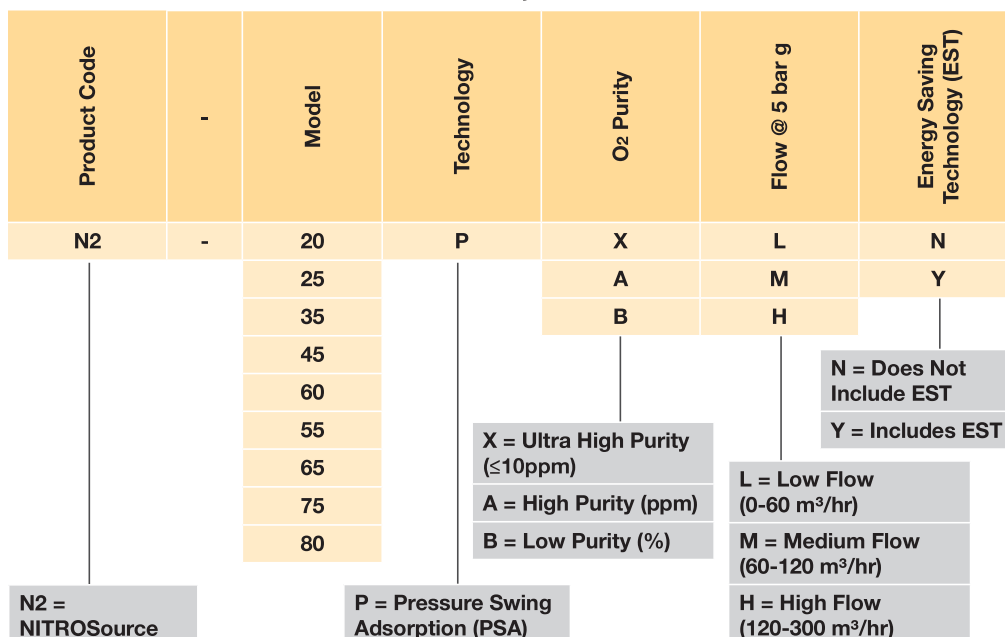 Product Code
-
Model
Technology
O2 Purity
Flow @ 5 bar g
Energy Saving
Technology (EST)
N2 - 20 P X L N
25 A M Y
35 B H
45
60
55
65
75
80
N = Does Not
Include EST
Y = Includes EST
X = Ultra High Purity
(≤10ppm)
A = High Purity (ppm)
B = Low Purity (%)
L = Low Flow
(0-60 m³/hr)
M = Medium Flow
(60-120 m³/hr)
H = High Flow
(120-300 m³/hr)
N2 =
NITROSource
P = Pressure Swing
Adsorption (PSA)